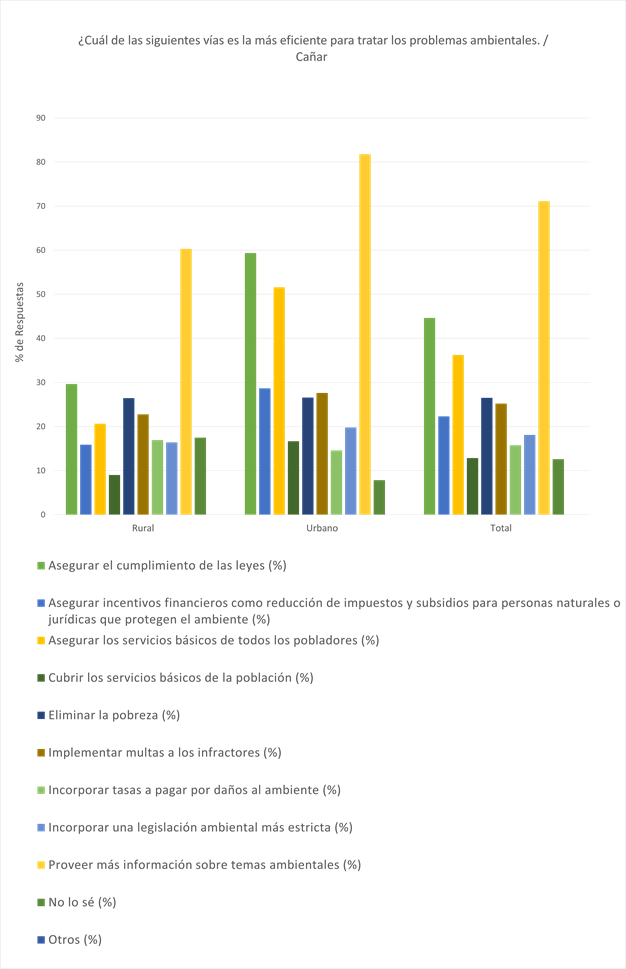 ¿Cuál de las siguientes vías es la más eficiente para tratar los problemas ambientales. /
Cañar
90
80
70
60
50
40
30
20
10
0
% de Respuestas
Rural
Urbano
Total
Asegurar el cumplimiento de las leyes (%)
Asegurar incentivos financieros como reducción de impuestos y subsidios para personas naturales o
jurídicas que protegen el ambiente (%)
Asegurar los servicios básicos de todos los pobladores (%)
Cubrir los servicios básicos de la población (%)
Eliminar la pobreza (%)
Implementar multas a los infractores (%)
Incorporar tasas a pagar por daños al ambiente (%)
Incorporar una legislación ambiental más estricta (%)
Proveer más información sobre temas ambientales (%)
No lo sé (%)
Otros (%)